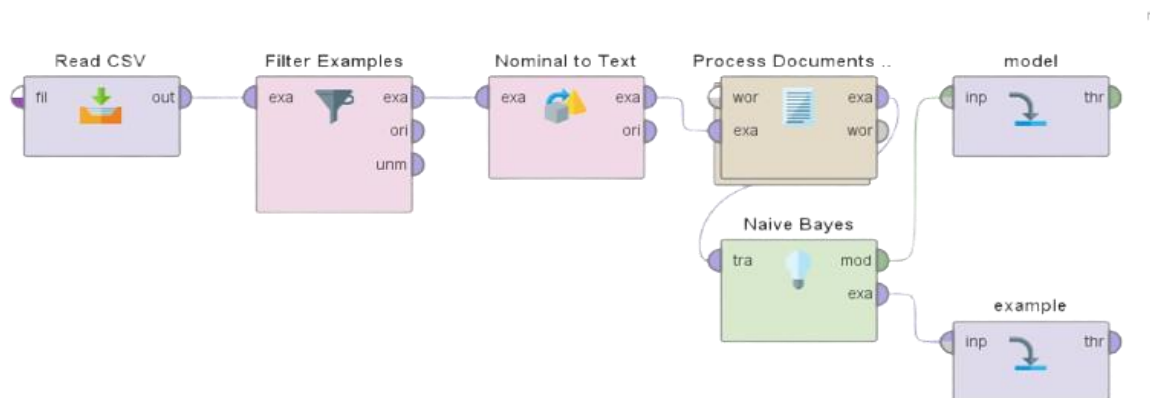 Read CSV
fil out
Filter Examples
exa exa
ori
unm
Nominal to Text
exa exa
ori
Process Documents ..
wor exa
exa wor
model
inp thr
Naive Bayes
tra mod
exa
example
inp thr